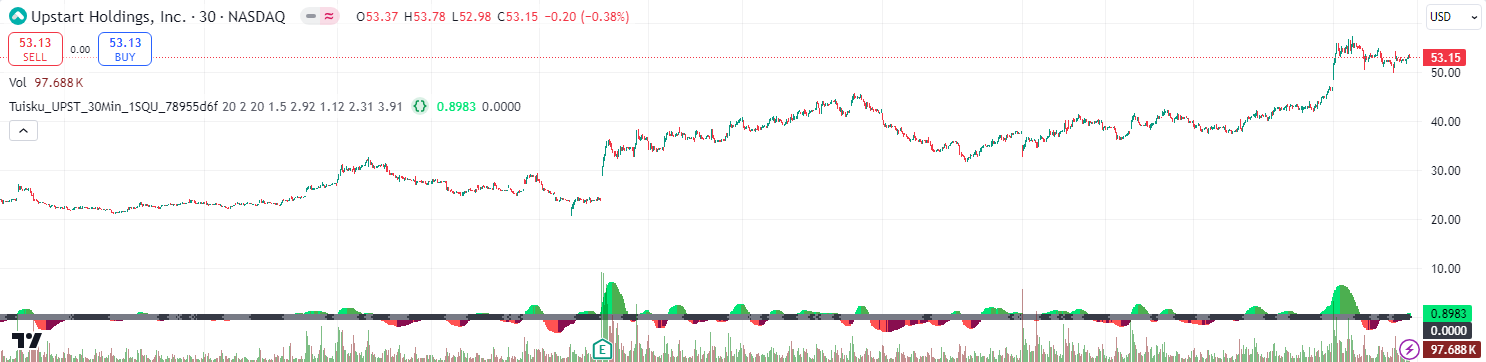 Upstart Holdings, Inc. · 30 · NASDAQ O53.37 H53.78 L52.98 C53.15 −0.20 (−0.38%)
USD
53.13 SELL
0.00
53.13 BUY
Vol 97.688 K
Tuisku_UPST_30Min_1SQU_78955d6f 20 2 20 1.5 2.92 1.12 2.31 3.91 {} 0.8983 0.0000
53.15
50.00
40.00
30.00
20.00
10.00
0.8983
0.0000
97.688 K
E